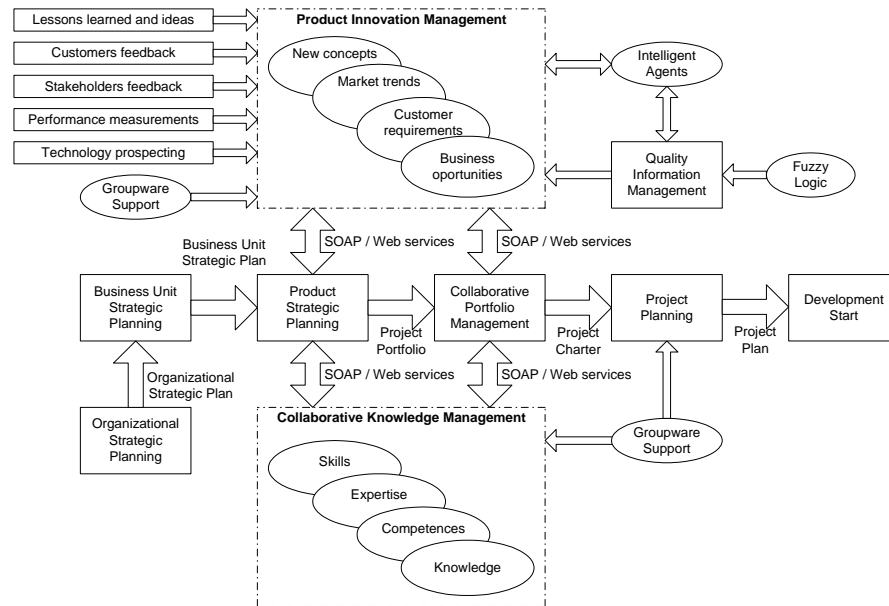 Lessons learned and ideas
Customers feedback
Stakeholders feedback
Performance measurements
Technology prospecting
Groupware
Support
Product Innovation Management
New concepts
Market trends
Customer
requirements
Business
oportunities
Intelligent
Agents
Quality
Information
Management
Fuzzy
Logic
SOAP / Web services
SOAP / Web services
Business Unit
Strategic Plan
Business Unit
Strategic
Planning
Product
Strategic
Planning
Project
Portfolio
Collaborative
Portfolio
Management
Project
Charter
Project
Planning
Project
Plan
Development
Start
Organizational
Strategic Plan
SOAP / Web services
SOAP / Web services
Organizational
Strategic
Planning
Collaborative Knowledge Management
Skills
Expertise
Competences
Knowledge
Groupware
Support